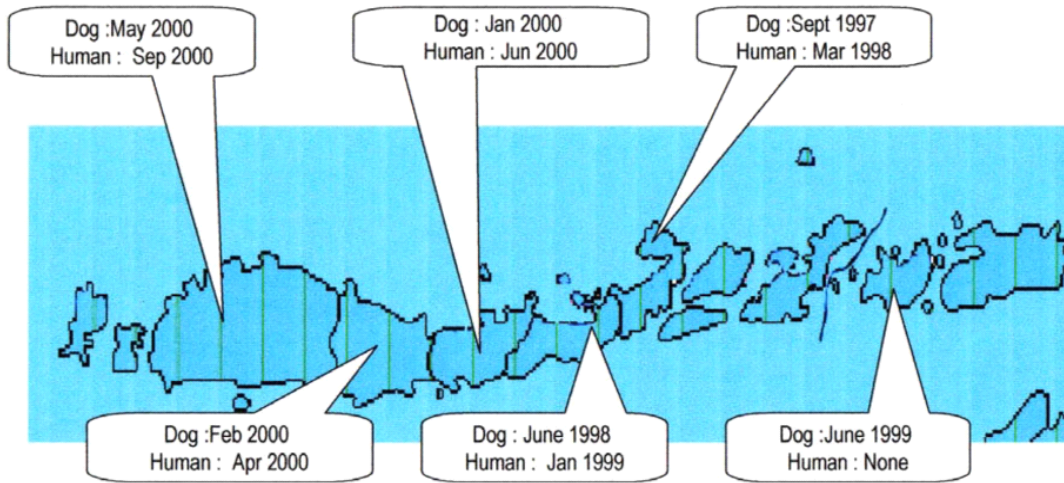 Dog :May 2000
Human :  Sep 2000
Dog : Jan 2000
Human : Jun 2000
Dog :Sept 1997
Human : Mar 1998
Dog :Feb 2000
Human :  Apr 2000
Dog : June 1998
Human :  Jan 1999
Dog :June 1999
Human : None